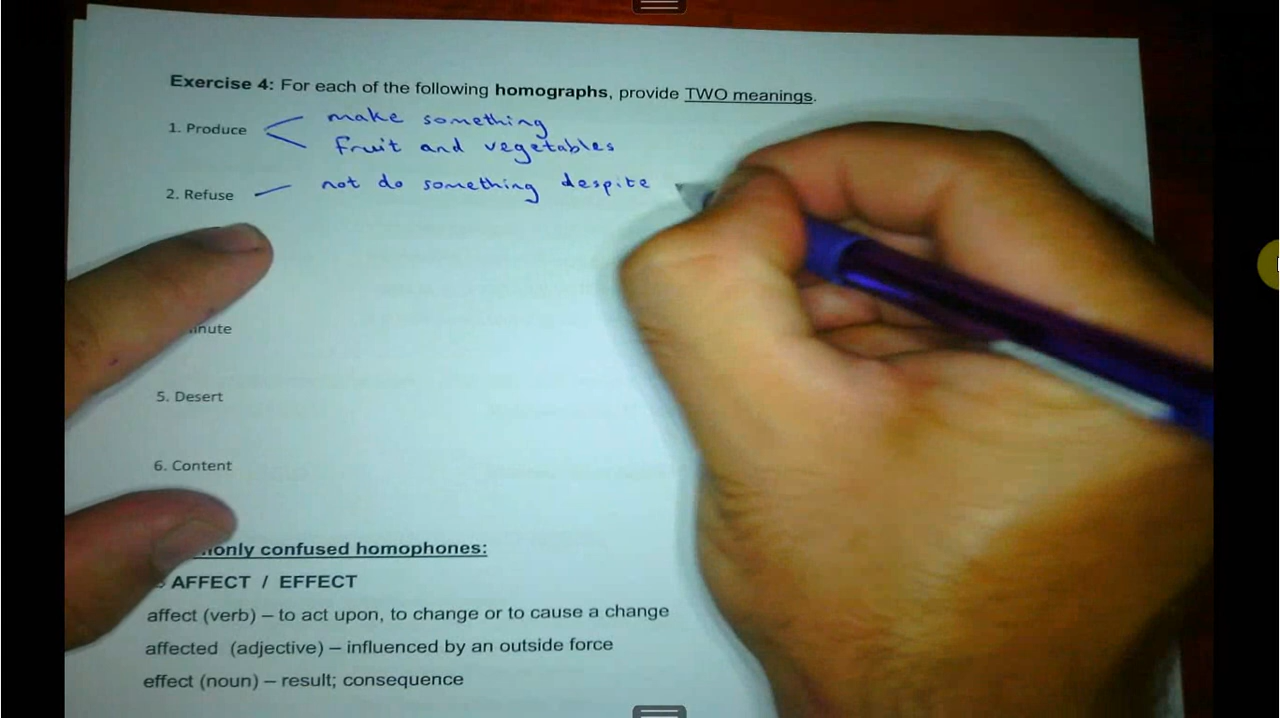 Exercise 4: For each of the following homographs, provide TWO meanings.
make something
1. Produce
fruit and vegetables
2. Refuse — not do something despite
5. Desert
6. Content
confused homophones:
AFFECT / EFFECT
affect (verb) – to act upon, to change or to cause a change
affected (adjective) – influenced by an outside force
effect (noun) – result; consequence